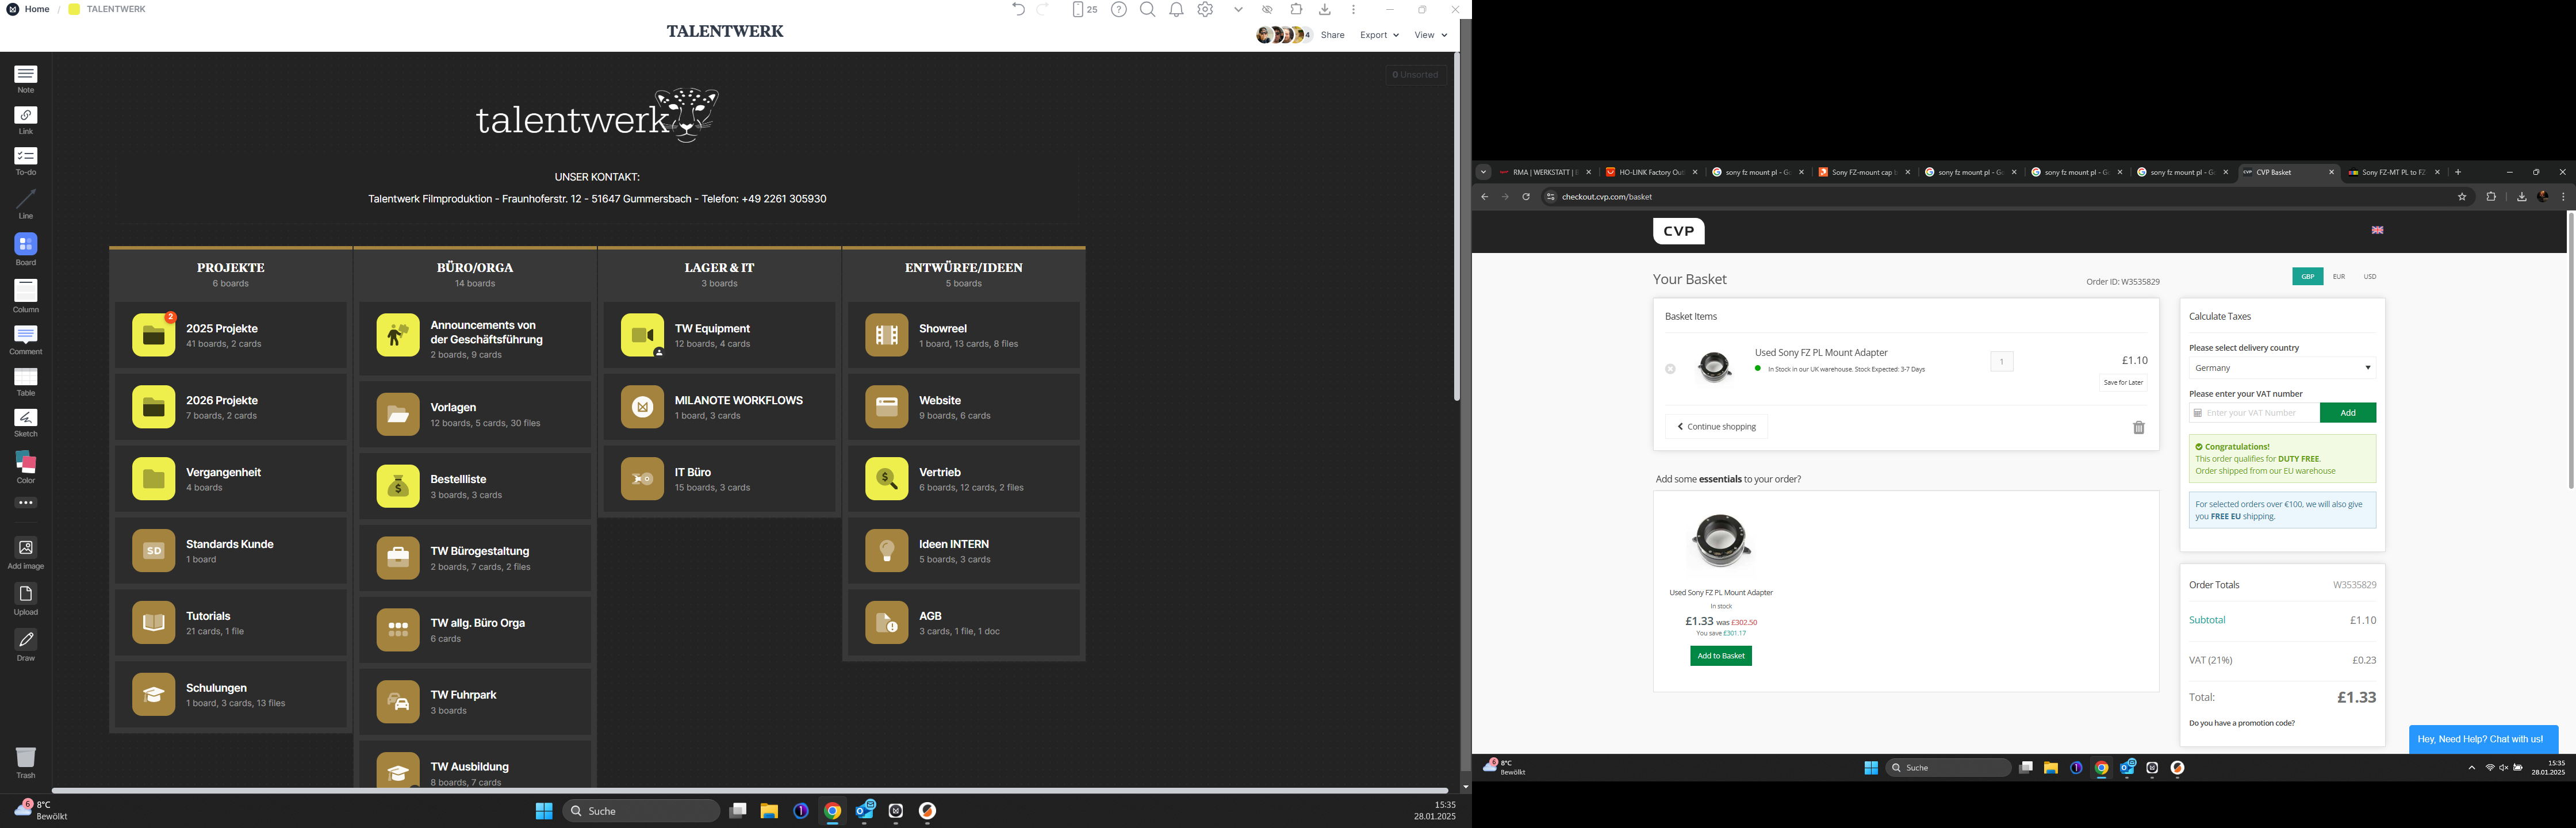 Home / TALENTWERK
25
TALENTWERK
4
Share
Export
View
0 Unsorted
Note
Link
To-do
Line
Board
Column
Comment
Table
Sketch
Color
Add image
Upload
Draw
Trash
talentwerk
UNSER KONTAKT:
Talentwerk Filmproduktion - Fraunhoferstr. 12 - 51647 Gummersbach - Telefon: +49 2261 305930
PROJEKTE
6 boards
2
2025 Projekte
41 boards, 2 cards
2026 Projekte
7 boards, 2 cards
Vergangenheit
4 boards
SD
Standards Kunde
1 board
Tutorials
21 cards, 1 file
Schulungen
1 board, 3 cards, 13 files
BÜRO/ORGA
14 boards
Announcements von
der Geschäftsführung
2 boards, 9 cards
Vorlagen
12 boards, 5 cards, 30 files
Bestellliste
3 boards, 3 cards
TW Bürogestaltung
2 boards, 7 cards, 2 files
TW allg. Büro Orga
6 cards
TW Fuhrpark
3 boards
TW Ausbildung
8 boards, 7 cards
LAGER & IT
3 boards
TW Equipment
12 boards, 4 cards
MILANOTE WORKFLOWS
1 board, 3 cards
IT Büro
15 boards, 3 cards
ENTWÜRFE/IDEEN
5 boards
Showreel
1 board, 13 cards, 8 files
Website
9 boards, 6 cards
Vertrieb
6 boards, 12 cards, 2 files
Ideen INTERN
5 boards, 3 cards
AGB
3 cards, 1 file, 1 doc
6
8°C
Bewölkt
Suche
15:35
28.01.2025
RMA | WERKSTATT |
HO-LINK Factory Out
sony fz mount pl - Go
Sony FZ-mount cap
sony fz mount pl - G
sony fz mount pl - G
sony fz mount pl - G
CVP Basket
Sony FZ-MT PL to FZ
checkout.cvp.com/basket
CVP
Your Basket
Order ID: W3535829
GBP
EUR
USD
Basket Items
Used Sony FZ PL Mount Adapter
In Stock in our UK warehouse. Stock Expected: 3-7 Days
1
£1.10
Save for Later
Continue shopping
Add some essentials to your order?
Used Sony FZ PL Mount Adapter
In stock
£1.33 was £302.50
You save £301.17
Add to Basket
Calculate Taxes
Please select delivery country
Germany
Please enter your VAT number
Enter your VAT Number
Add
Congratulations!
This order qualifies for DUTY FREE.
Order shipped from our EU warehouse
For selected orders over €100, we will also give
you FREE EU shipping.
Order Totals
W3535829
Subtotal
£1.10
VAT (21%)
£0.23
Total:
£1.33
Do you have a promotion code?
Hey, Need Help? Chat with us!
6
8°C
Bewölkt
Suche
15:35
28.01.2025